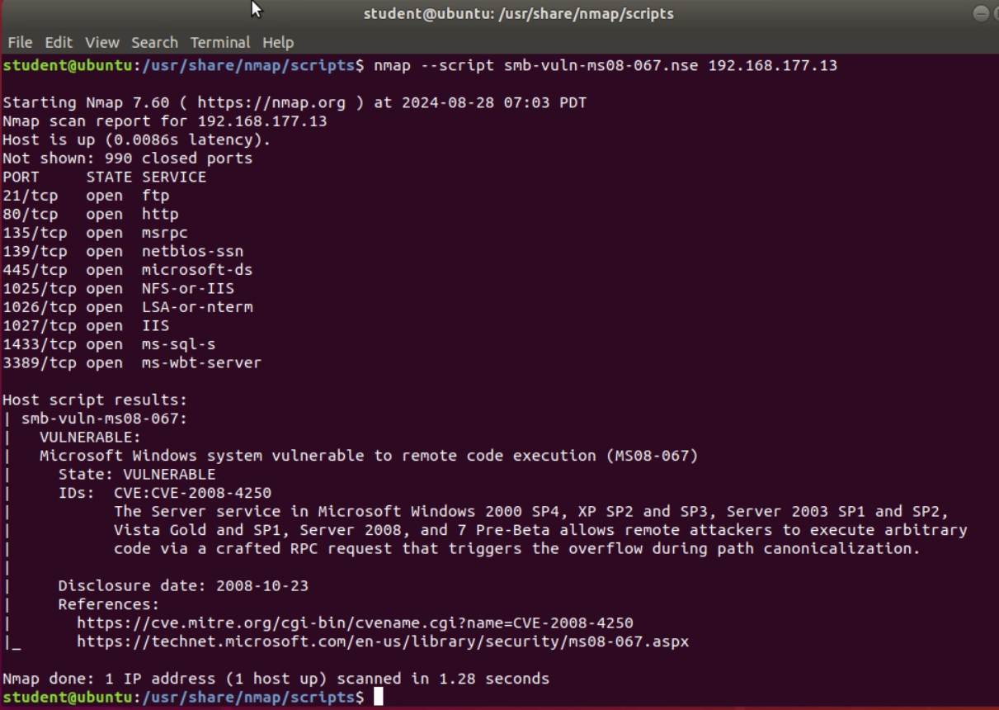 student@ubuntu: /usr/share/nmap/scripts
File Edit View Search Terminal Help
student@ubuntu:/usr/share/nmap/scripts$ nmap --script smb-vuln-ms08-067.nse 192.168.177.13

Starting Nmap 7.60 ( https://nmap.org ) at 2024-08-28 07:03 PDT
Nmap scan report for 192.168.177.13
Host is up (0.0086s latency).
Not shown: 990 closed ports
PORT     STATE SERVICE
21/tcp   open  ftp
80/tcp   open  http
135/tcp  open  msrpc
139/tcp  open  netbios-ssn
445/tcp  open  microsoft-ds
1025/tcp open  NFS-or-IIS
1026/tcp open  LSA-or-nterm
1027/tcp open  IIS
1433/tcp open  ms-sql-s
3389/tcp open  ms-wbt-server

Host script results:
| smb-vuln-ms08-067:
|   VULNERABLE:
|   Microsoft Windows system vulnerable to remote code execution (MS08-067)
|     State: VULNERABLE
|     IDs:  CVE:CVE-2008-4250
|           The Server service in Microsoft Windows 2000 SP4, XP SP2 and SP3, Server 2003 SP1 and SP2,
|           Vista Gold and SP1, Server 2008, and 7 Pre-Beta allows remote attackers to execute arbitrary
|           code via a crafted RPC request that triggers the overflow during path canonicalization.
|
|     Disclosure date: 2008-10-23
|     References:
|       https://cve.mitre.org/cgi-bin/cvename.cgi?name=CVE-2008-4250
|_      https://technet.microsoft.com/en-us/library/security/ms08-067.aspx

Nmap done: 1 IP address (1 host up) scanned in 1.28 seconds
student@ubuntu:/usr/share/nmap/scripts$